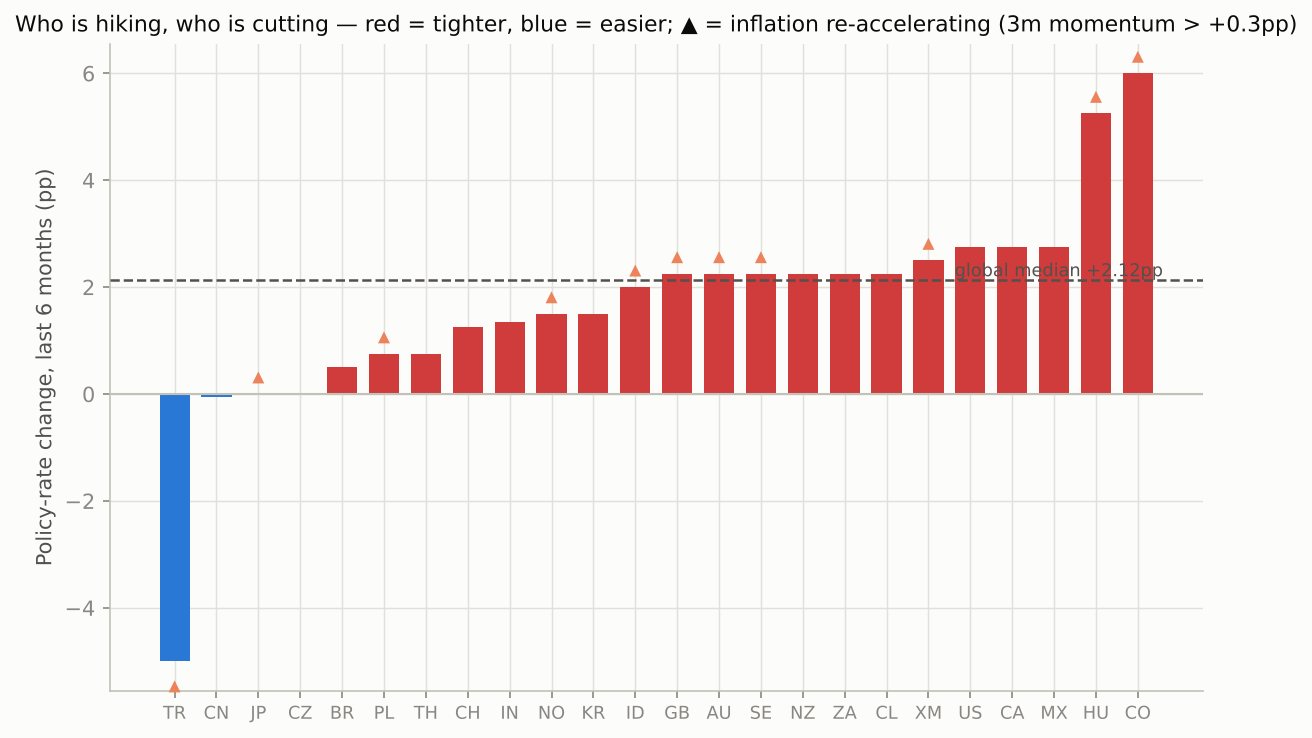 Who is hiking, who is cutting — red = tighter, blue = easier; ▲ = inflation re-accelerating (3m momentum > +0.3pp)
Policy-rate change, last 6 months (pp)
6
4
2
0
−2
−4
global median +2.12pp
TR CN JP CZ BR PL TH CH IN NO KR ID GB AU SE NZ ZA CL XM US CA MX HU CO